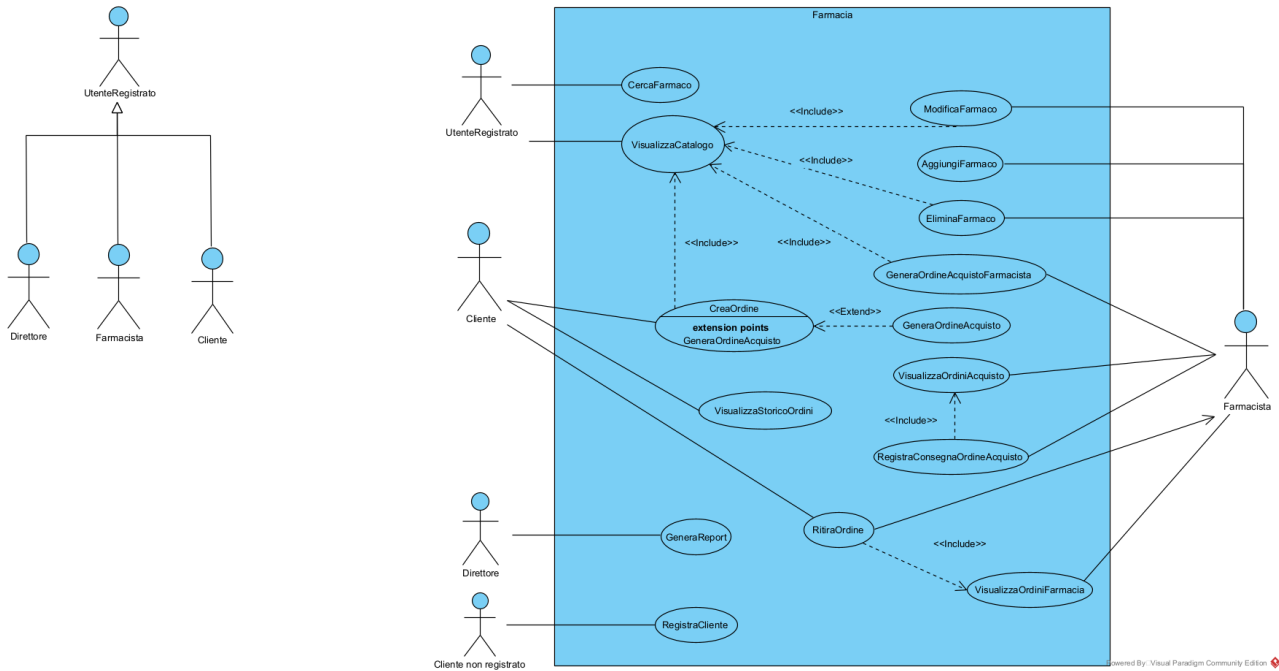 Farmacia
UtenteRegistrato
Direttore
Farmacista
Cliente
UtenteRegistrato
CercaFarmaco
VisualizzaCatalogo
<<Include>>
ModificaFarmaco
<<Include>>
AggiungiFarmaco
EliminaFarmaco
<<Include>>
<<Include>>
GeneraOrdineAcquistoFarmacista
Cliente
CreaOrdine
extension points
GeneraOrdineAcquisto
<<Extend>>
GeneraOrdineAcquisto
VisualizzaOrdiniAcquisto
Farmacista
VisualizzaStoricoOrdini
<<Include>>
RegistraConsegnaOrdineAcquisto
Direttore
GeneraReport
RitiraOrdine
<<Include>>
VisualizzaOrdiniFarmacia
Cliente non registrato
RegistraCliente
Powered By: Visual Paradigm Community Edition